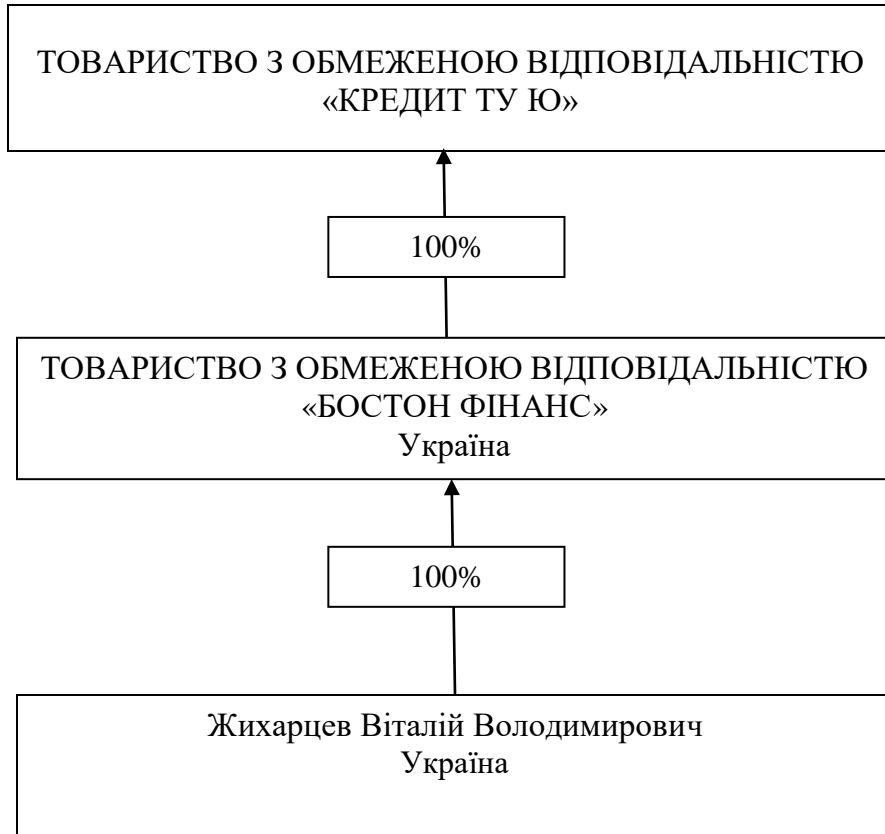 ТОВАРИСТВО З ОБМЕЖЕНОЮ ВІДПОВІДАЛЬНІСТЮ
«КРЕДИТ ТУ Ю»
100%
ТОВАРИСТВО З ОБМЕЖЕНОЮ ВІДПОВІДАЛЬНІСТЮ
«БОСТОН ФІНАНС»
Україна
100%
Жихарцев Віталій Володимирович
Україна